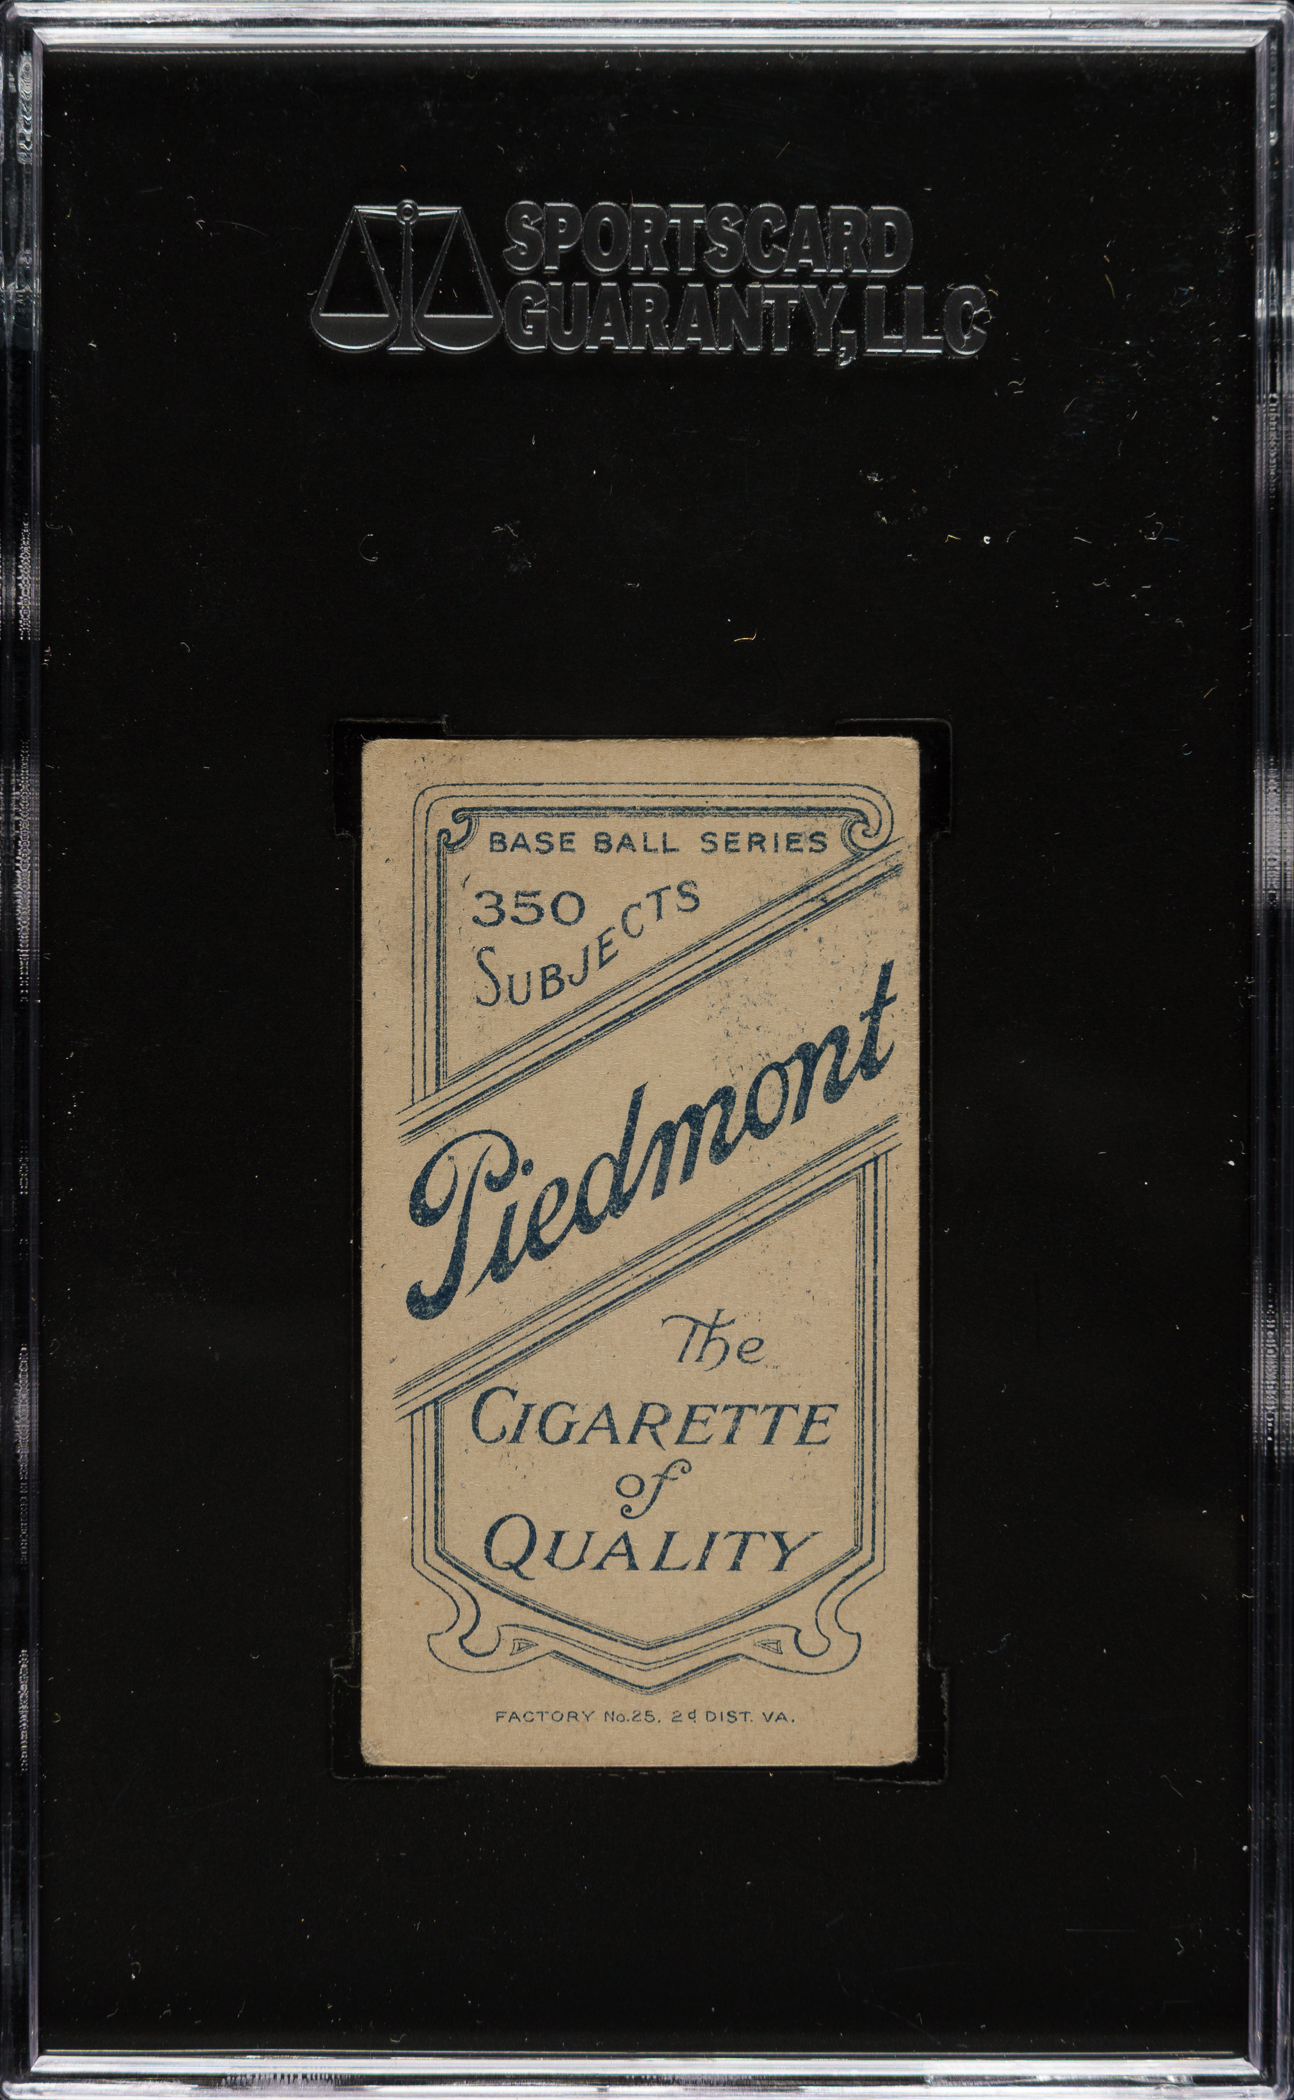 SPORTSCARD
GUARANTY, LLC
BASE BALL SERIES
350
SUBJECTS
Piedmont
The
CIGARETTE
of
QUALITY
FACTORY No.25, 2d DIST. VA.